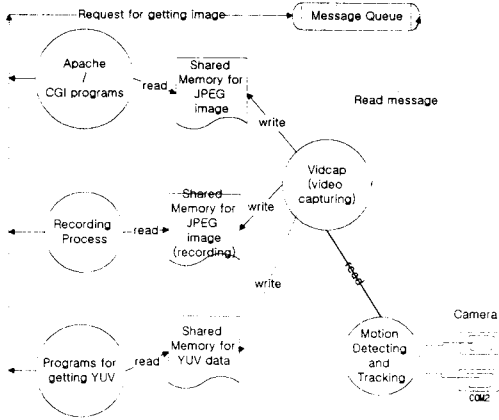 Request for getting image
Message Queue
Apache
/
CGI programs
read
Shared
Memory for
JPEG
image
Read message
write
Vidcap
(video
capturing)
Recording
Process
read
Shared
Memory for
JPEG
image
(recording)
write
write
read
Programs for
getting YUV
read
Shared
Memory for
YUV data
Motion
Detecting
and
Tracking
Camera
COM2